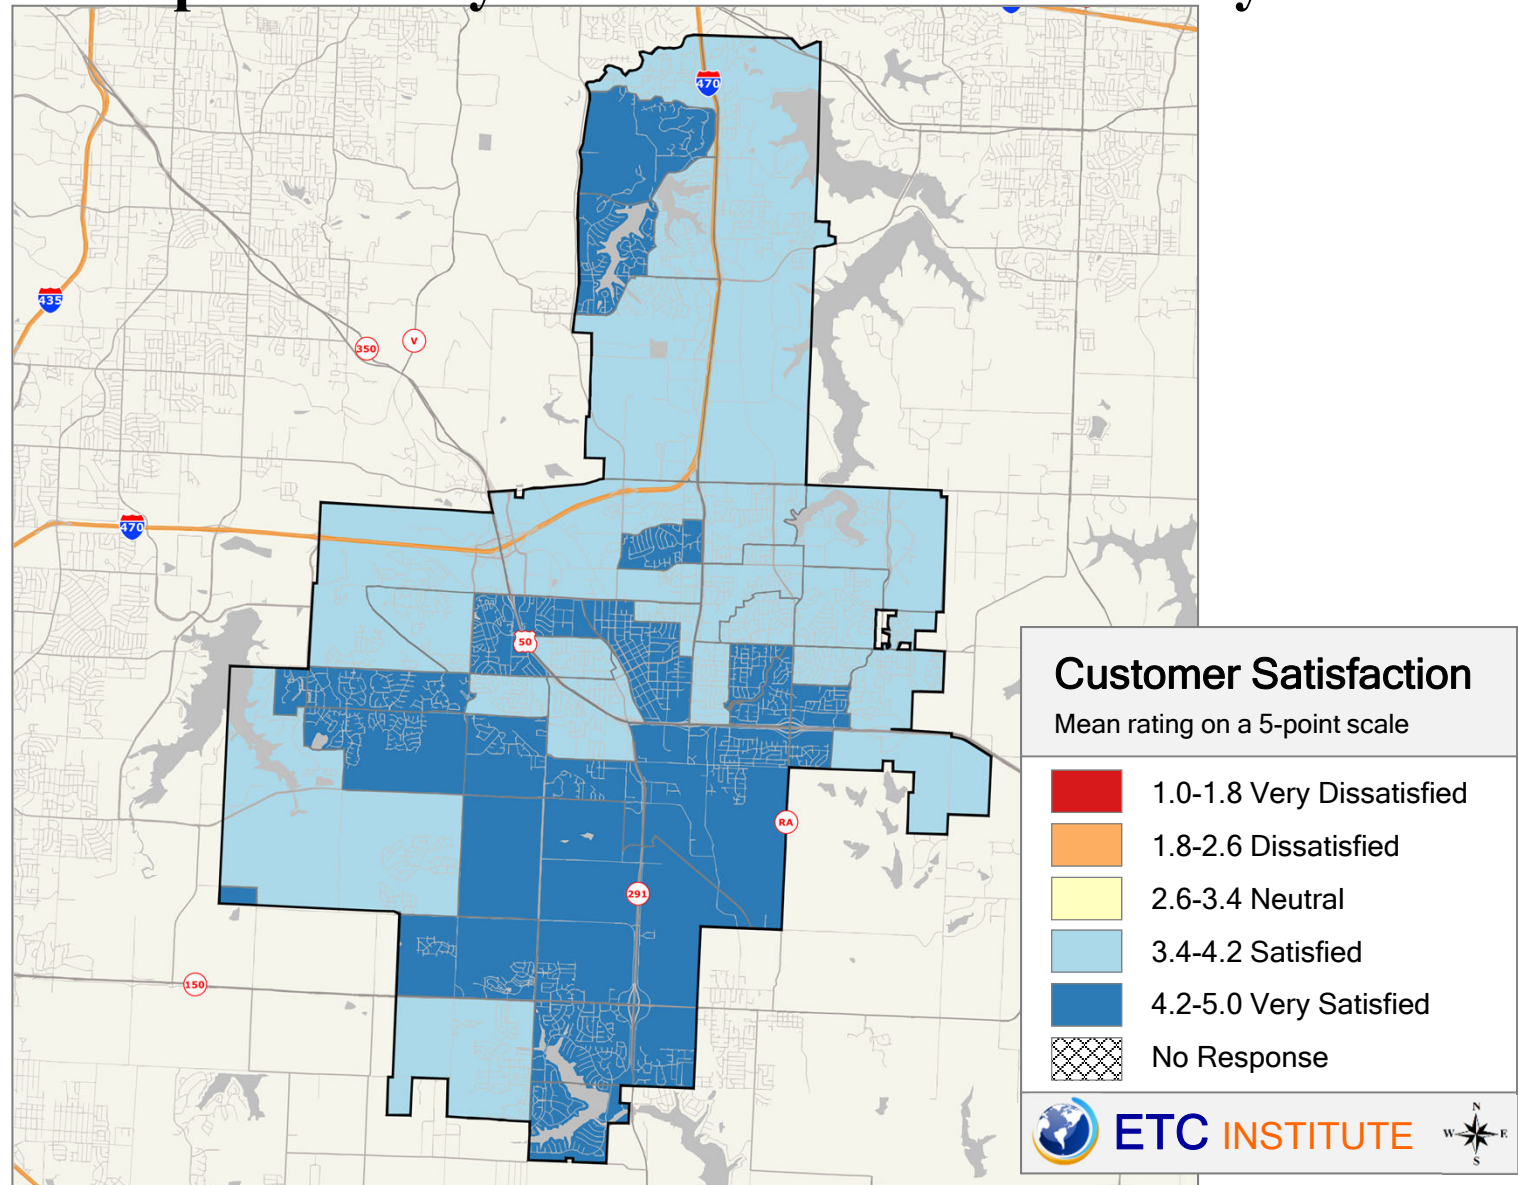 470
435
350
V
470
50
RA
291
150
Customer Satisfaction
Mean rating on a 5-point scale
1.0-1.8 Very Dissatisfied
1.8-2.6 Dissatisfied
2.6-3.4 Neutral
3.4-4.2 Satisfied
4.2-5.0 Very Satisfied
No Response
ETC INSTITUTE
N
W E
S